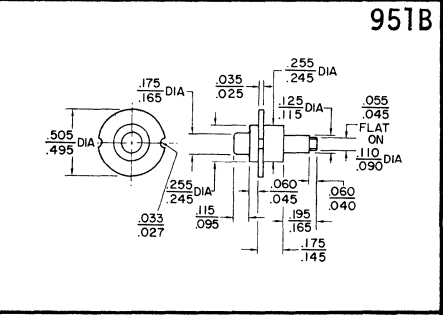 951B
.255
.245 DIA
.175
.165 DIA
.035
.025
.125
.115
DIA
.055
.045
FLAT
ON
.110
.090 DIA
.505
.495 DIA
.255
.245 DIA
.060
.045
.060
.040
.033
.027
.115
.095
.195
.165
.175
.145